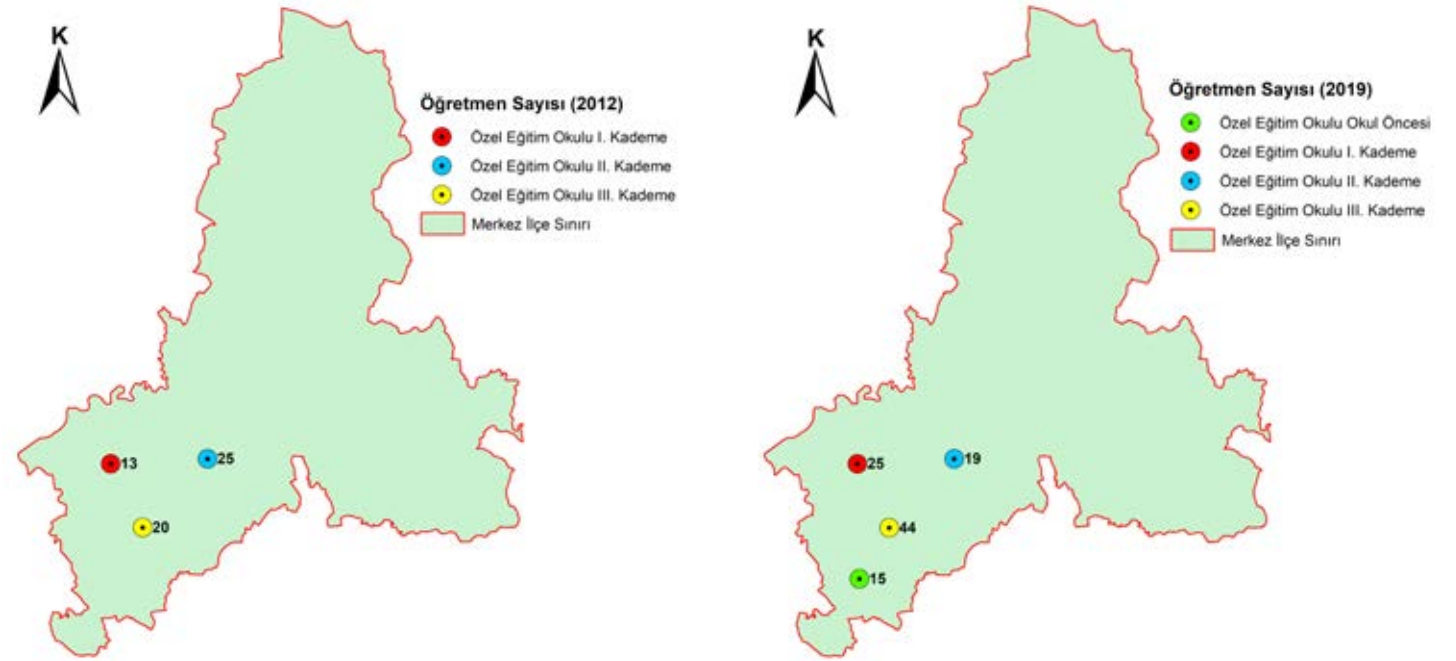 K
Öğretmen Sayısı (2012)
Özel Eğitim Okulu I. Kademe
Özel Eğitim Okulu II. Kademe
Özel Eğitim Okulu III. Kademe
Merkez İlçe Sınırı
13
25
20
K
Öğretmen Sayısı (2019)
Özel Eğitim Okulu Okul Öncesi
Özel Eğitim Okulu I. Kademe
Özel Eğitim Okulu II. Kademe
Özel Eğitim Okulu III. Kademe
Merkez İlçe Sınırı
25
19
44
15